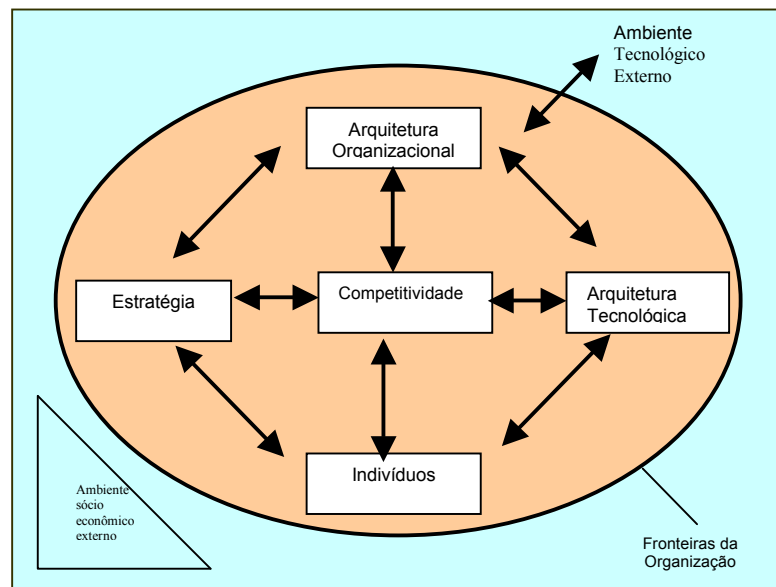 Ambiente
Tecnológico
Externo
Arquitetura
Organizacional
Estratégia
Competitividade
Arquitetura
Tecnológica
Indivíduos
Ambiente
sócio
econômico
externo
Fronteiras da
Organização